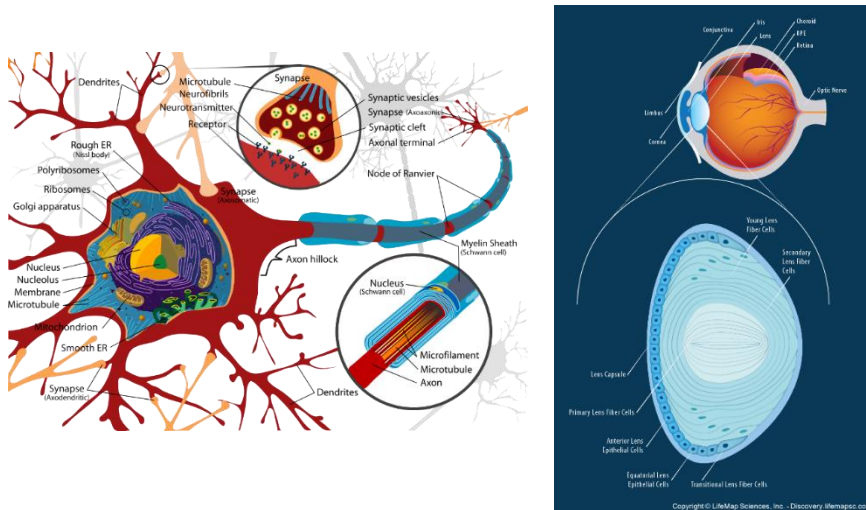 Dendrites
Microtubule
Neurofibrils
Neurotransmitter
Receptor
Synapse
Synaptic vesicles
Synapse (Axoaxonic)
Synaptic cleft
Axonal terminal
Rough ER
(Nissl body)
Polyribosomes
Ribosomes
Golgi apparatus
Synapse
(Axosomatic)
Node of Ranvier
Nucleus
Nucleolus
Membrane
Microtubule
Mitochondrion
Smooth ER
Synapse
(Axodendritic)
Axon hillock
Myelin Sheath
(Schwann cell)
Nucleus
(Schwann cell)
Microfilament
Microtubule
Axon
Dendrites
Conjunctiva
Iris
Lens
Choroid
RPE
Retina
Optic Nerve
Limbus
Cornea
Young Lens
Fiber Cells
Secondary
Lens Fiber
Cells
Lens Capsule
Primary Lens Fiber Cells
Anterior Lens
Epithelial Cells
Equatorial Lens
Epithelial Cells
Transitional Lens Fiber Cells
Copyright © LifeMap Sciences, Inc. - Discovery.lifemapsc.co